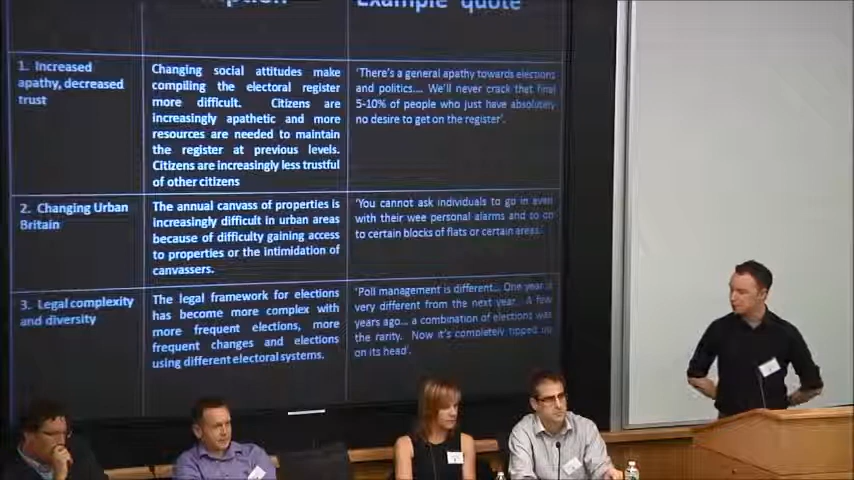 Example quote
1. Increased
apathy, decreased
trust
Changing social attitudes make
compiling the electoral register
more difficult. Citizens are
increasingly apathetic and more
resources are needed to maintain
the register at previous levels.
Citizens are increasingly less trustful
of other citizens
'There's a general apathy towards elections
and politics... We'll never crack that final
5-10% of people who just have absolutely
no desire to get on the register'.
2. Changing Urban
Britain
The annual canvass of properties is
increasingly difficult in urban areas
because of difficulty gaining access
to properties or the intimidation of
canvassers.
'You cannot ask individuals to go in even
with their wee personal alarms and to on
to certain blocks of flats or certain areas.'
3. Legal complexity
and diversity
The legal framework for elections
has become more complex with
more frequent elections, more
frequent changes and elections
using different electoral systems.
'Poll management is different... One year is
very different from the next year. A few
years ago... a combination of elections was
the rarity. Now it's completely tipped up
on its head'.